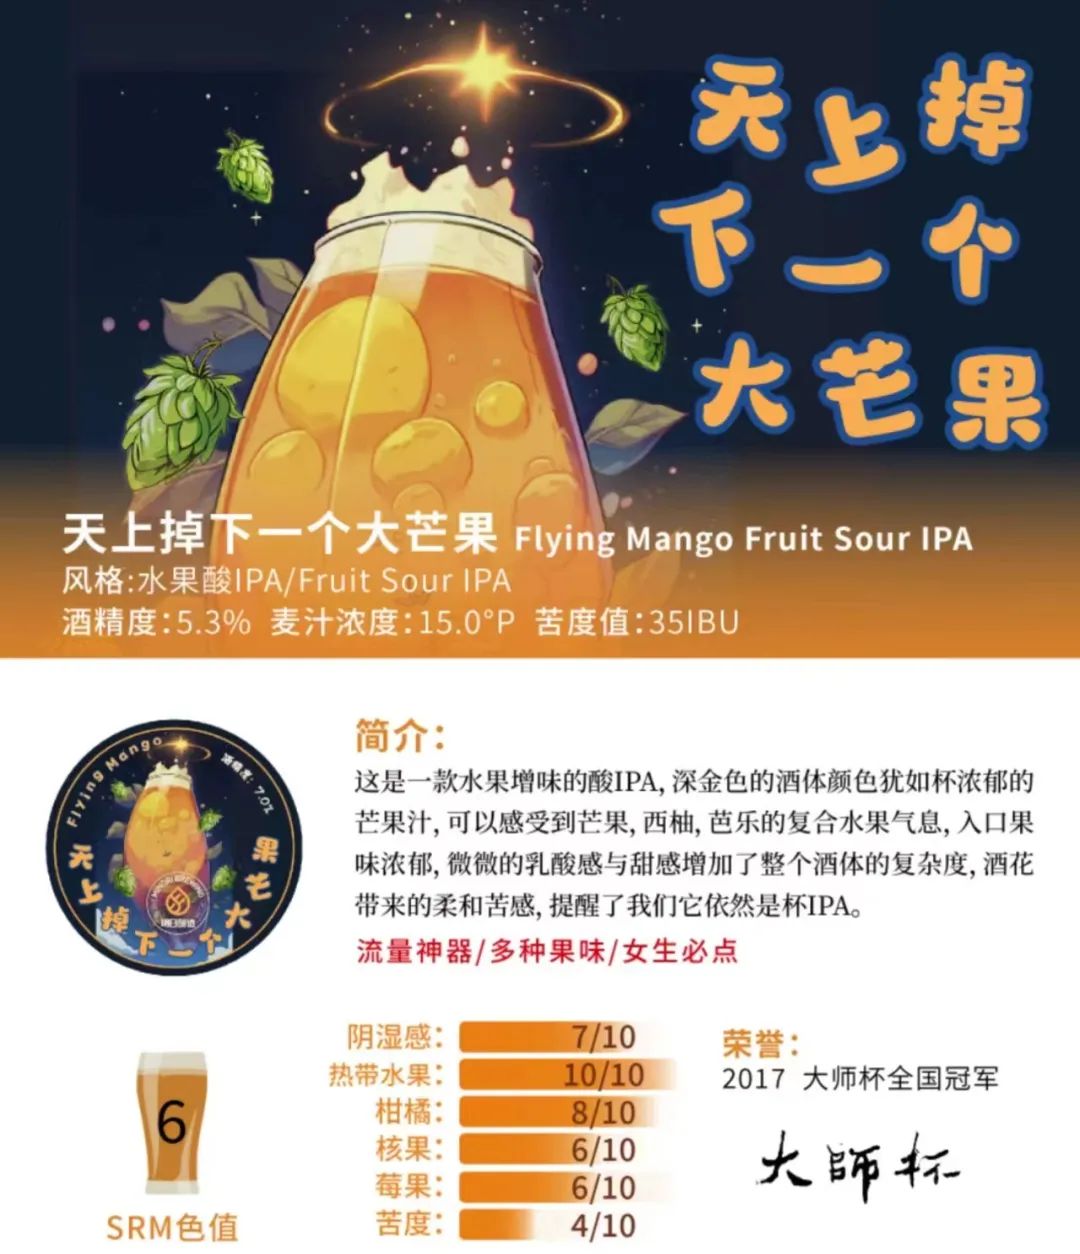 天上掉
下一个
大芒果
天上掉下一个大芒果 Flying Mango Fruit Sour IPA
风格:水果酸IPA/Fruit Sour IPA
酒精度:5.3% 麦汁浓度:15.0°P 苦度值:35IBU
Flying Mango
酒精度:7.0%
天上掉下一个大芒果
简介:
这是一款水果增味的酸IPA, 深金色的酒体颜色犹如杯浓郁的
芒果汁, 可以感受到芒果, 西柚, 芭乐的复合水果气息, 入口果
味浓郁, 微微的乳酸感与甜感增加了整个酒体的复杂度, 酒花
带来的柔和苦感, 提醒了我们它依然是杯IPA。
流量神器/多种果味/女生必点
6
SRM色值
阴湿感: 7/10
热带水果: 10/10
柑橘: 8/10
核果: 6/10
莓果: 6/10
苦度: 4/10
荣誉:
2017 大师杯全国冠军
大師杯